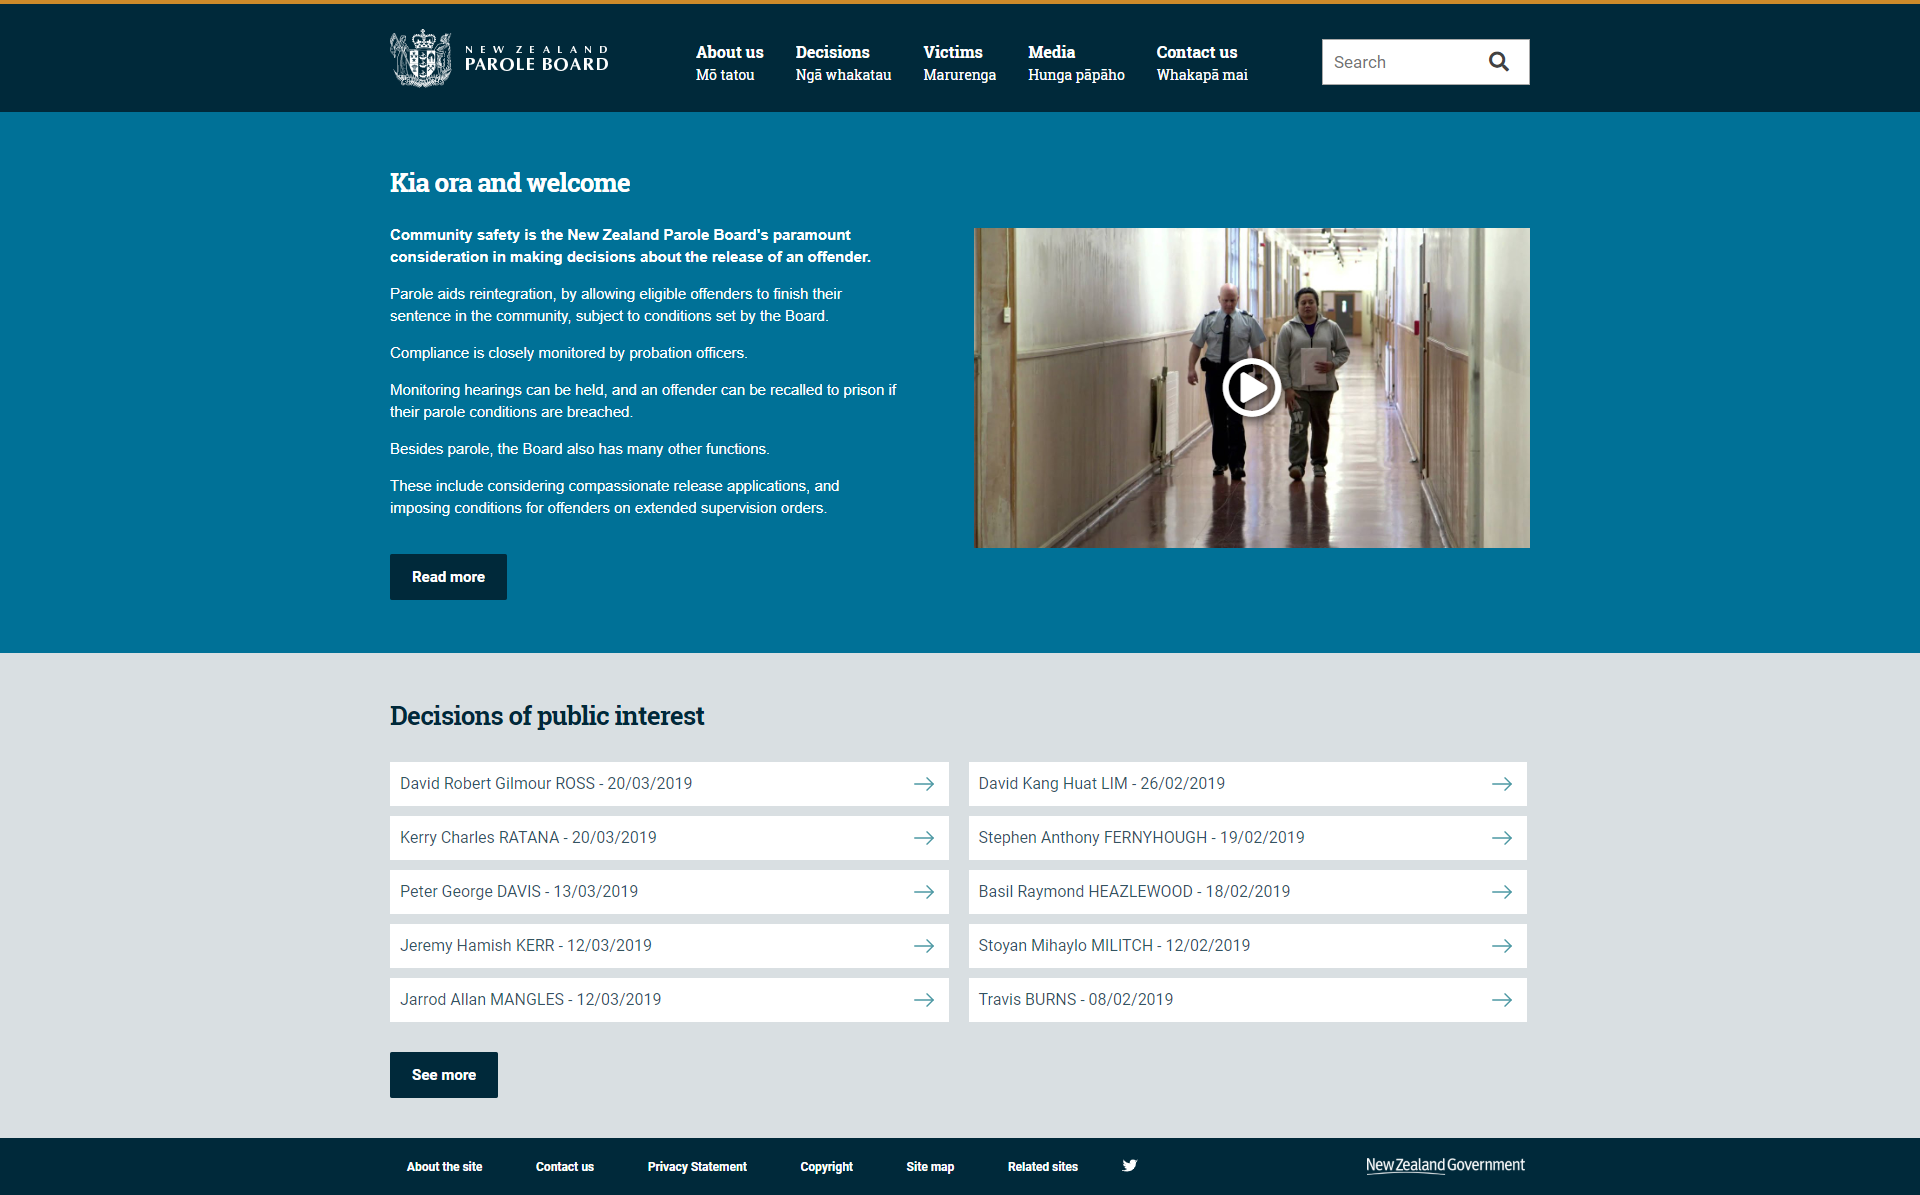 NEW ZEALAND
PAROLE BOARD
About us
Mō tatou
Decisions
Ngā whakatau
Victims
Marurenga
Media
Hunga pāpāho
Contact us
Whakapā mai
Search
Kia ora and welcome
Community safety is the New Zealand Parole Board's paramount
consideration in making decisions about the release of an offender.
Parole aids reintegration, by allowing eligible offenders to finish their
sentence in the community, subject to conditions set by the Board.
Compliance is closely monitored by probation officers.
Monitoring hearings can be held, and an offender can be recalled to prison if
their parole conditions are breached.
Besides parole, the Board also has many other functions.
These include considering compassionate release applications, and
imposing conditions for offenders on extended supervision orders.
Read more
Decisions of public interest
David Robert Gilmour ROSS - 20/03/2019
Kerry Charles RATANA - 20/03/2019
Peter George DAVIS - 13/03/2019
Jeremy Hamish KERR - 12/03/2019
Jarrod Allan MANGLES - 12/03/2019
David Kang Huat LIM - 26/02/2019
Stephen Anthony FERNYHOUGH - 19/02/2019
Basil Raymond HEAZLEWOOD - 18/02/2019
Stoyan Mihaylo MILITCH - 12/02/2019
Travis BURNS - 08/02/2019
See more
About the site
Contact us
Privacy Statement
Copyright
Site map
Related sites
New Zealand Government